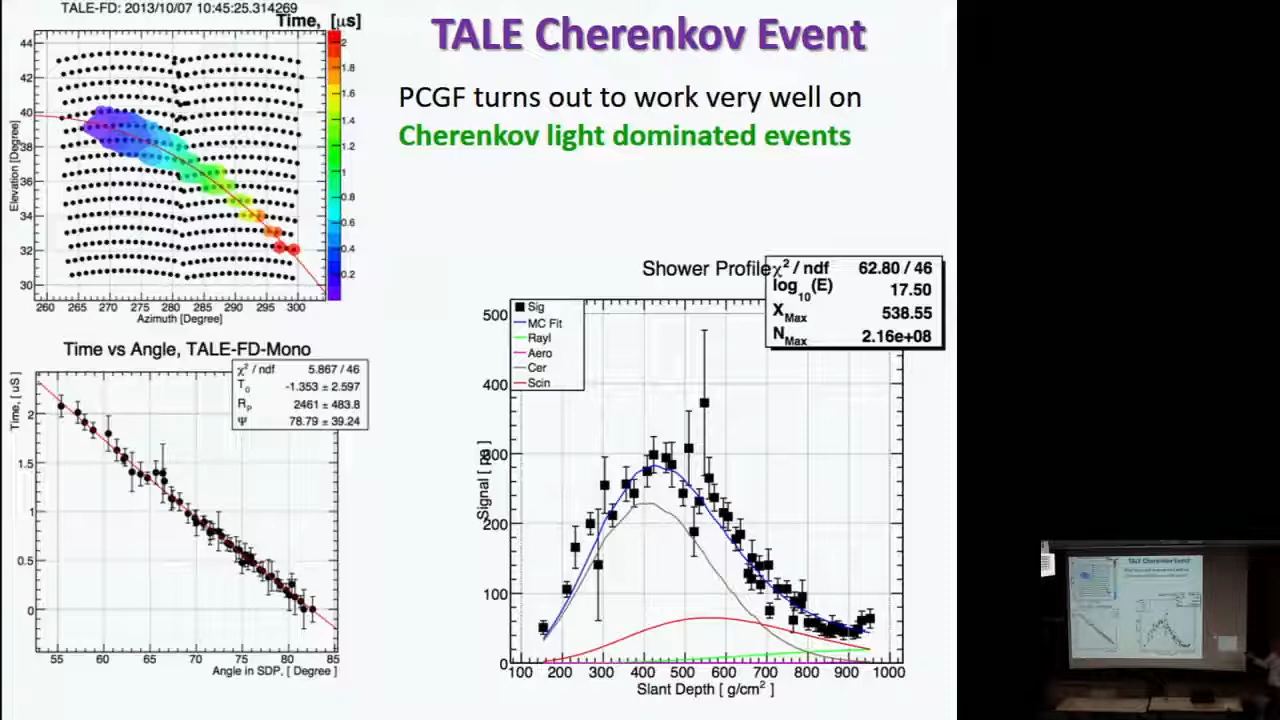 TALE-FD: 2013/10/07 10:45:25.314269
Time, [μs]
TALE Cherenkov Event
PCGF turns out to work very well on
Cherenkov light dominated events
Elevation [Degree]
44
42
40
38
36
34
32
30
260 265 270 275 280 285 290 295 300
Azimuth [Degree]
2
1.8
1.6
1.4
1.2
1
0.8
0.6
0.4
0.2
Time vs Angle, TALE-FD-Mono
χ² / ndf 5.867 / 46
T₀ -1.353 ± 2.597
Rₚ 2461 ± 483.8
Ψ 78.79 ± 39.24
Time, [ uS ]
2
1.5
1
0.5
0
55 60 65 70 75 80 85
Angle in SDP, [ Degree ]
Shower Profile
χ² / ndf 62.80 / 46
log₁₀(E) 17.50
X_Max 538.55
N_Max 2.16e+08
Sig
MC Fit
Rayl
Aero
Cer
Scin
Signal [ pe ]
500
400
300
200
100
0
100 200 300 400 500 600 700 800 900 1000
Slant Depth [ g/cm² ]
TALE Cherenkov Event